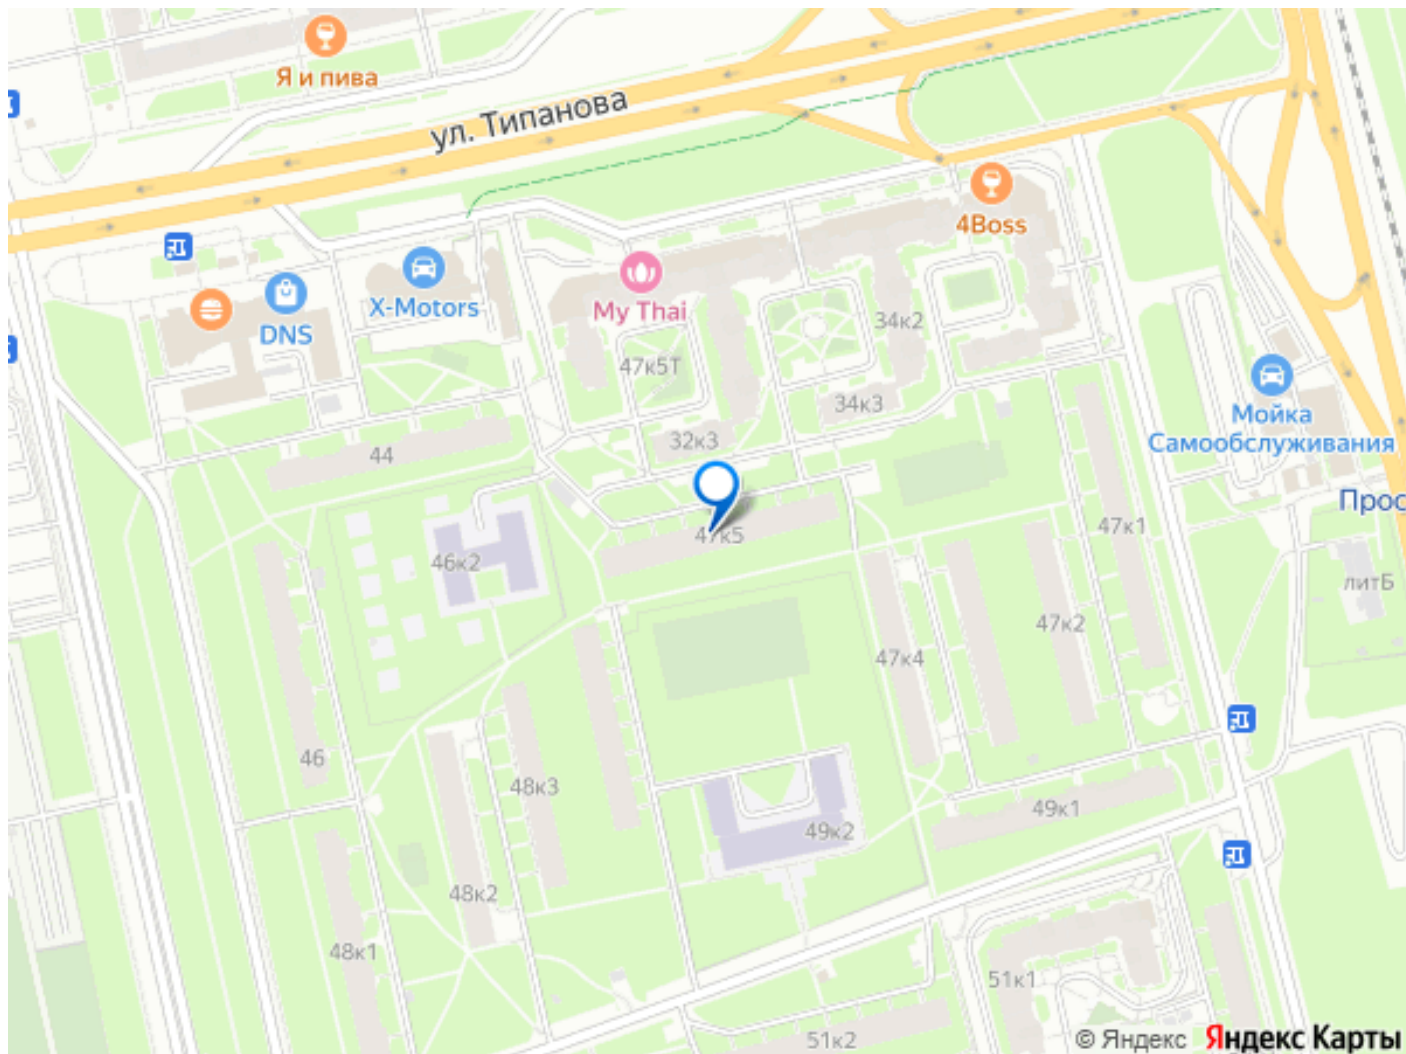 Я и пива
ул. Типанова
4Boss
X-Motors
My Thai
DNS
34к2
47к5Т
34к3
Мойка
Самообслуживания
32к3
44
Прос
47к1
47к5
46к2
литБ
47к2
47к4
46
48к3
49к1
49к2
48к2
48к1
51к1
51к2
© Яндекс Яндекс Карты